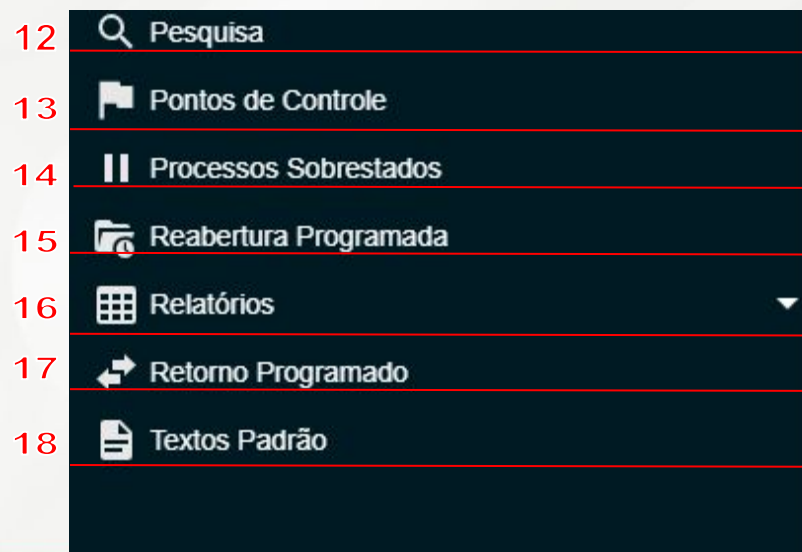 12 Pesquisa
13 Pontos de Controle
14 Processos Sobrestados
15 Reabertura Programada
16 Relatórios
17 Retorno Programado
18 Textos Padrão